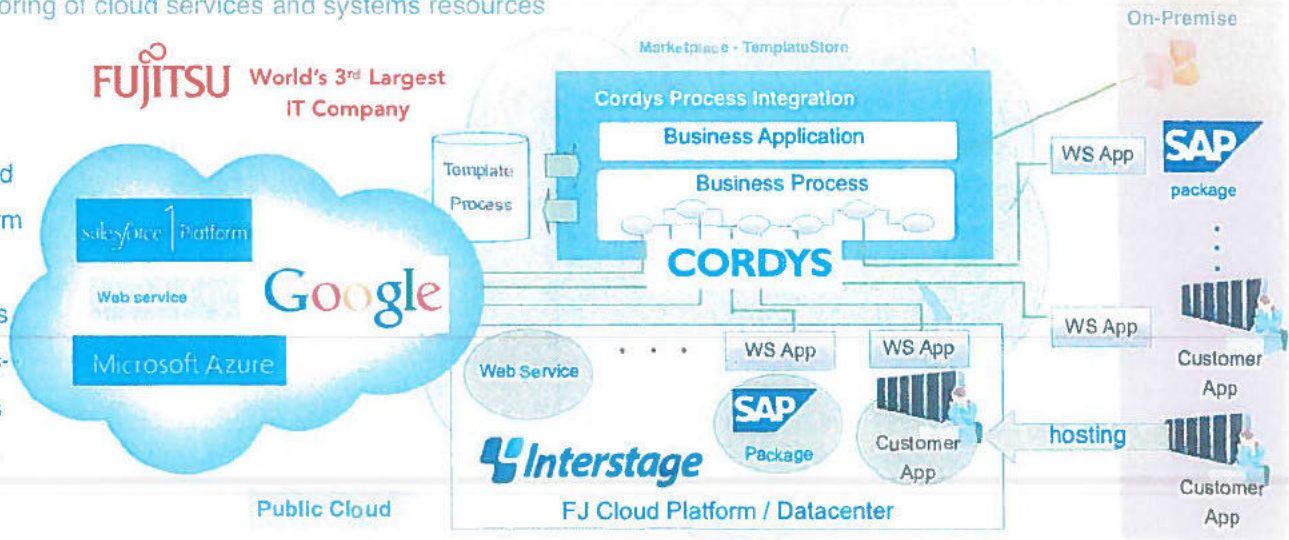 oring of cloud services and systems resources
On-Premise
FUJITSU World's 3rd Largest
IT Company
Marketplace - TemplateStore
Cordys Process Integration
Business Application
Business Process
CORDYS
Template
Process
WS App
SAP
package
d
rm
s
s-
s
salesforce1 Platform
Web service
Google
Microsoft Azure
Public Cloud
WS App
Customer
App
Web Service
. . .
WS App
WS App
SAP
Package
Customer
App
hosting
Customer
App
Interstage
FJ Cloud Platform / Datacenter